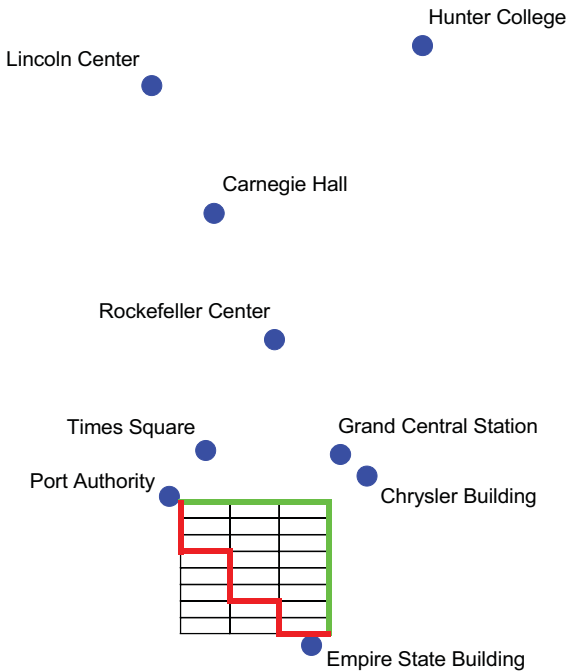 Hunter College
Lincoln Center
Carnegie Hall
Rockefeller Center
Times Square
Grand Central Station
Port Authority
Chrysler Building
Empire State Building